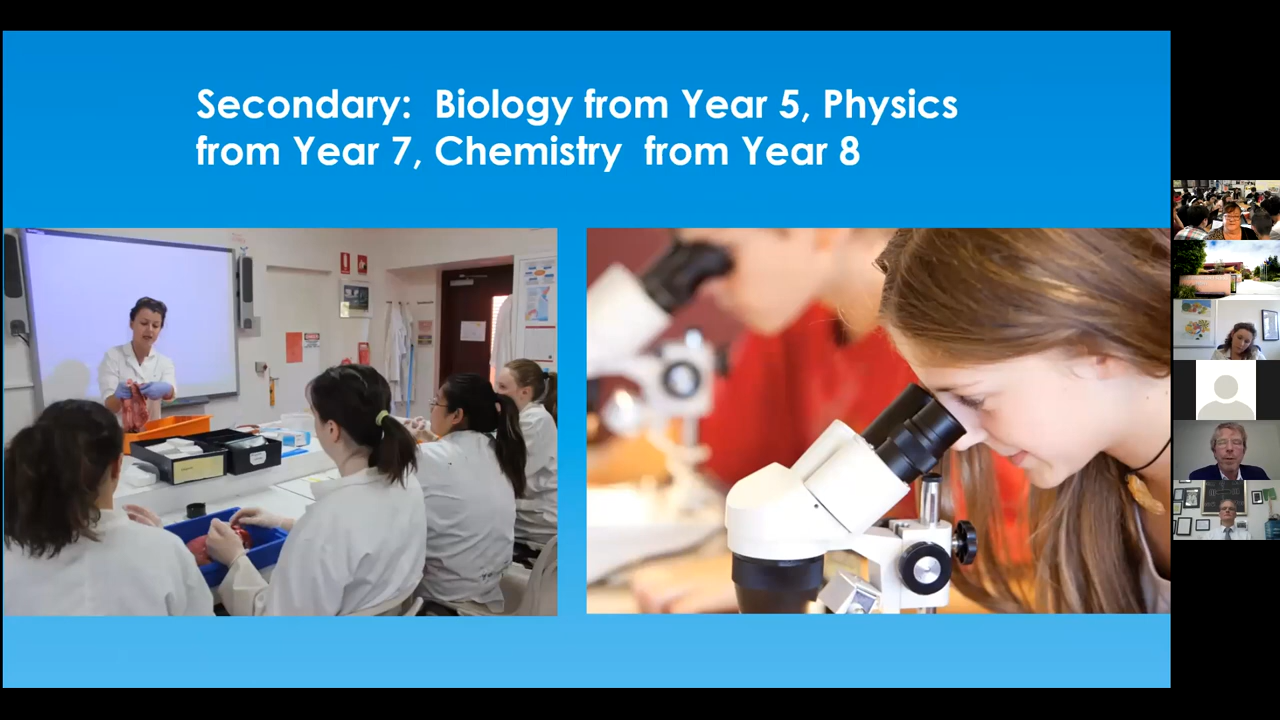 Secondary: Biology from Year 5, Physics
from Year 7, Chemistry from Year 8